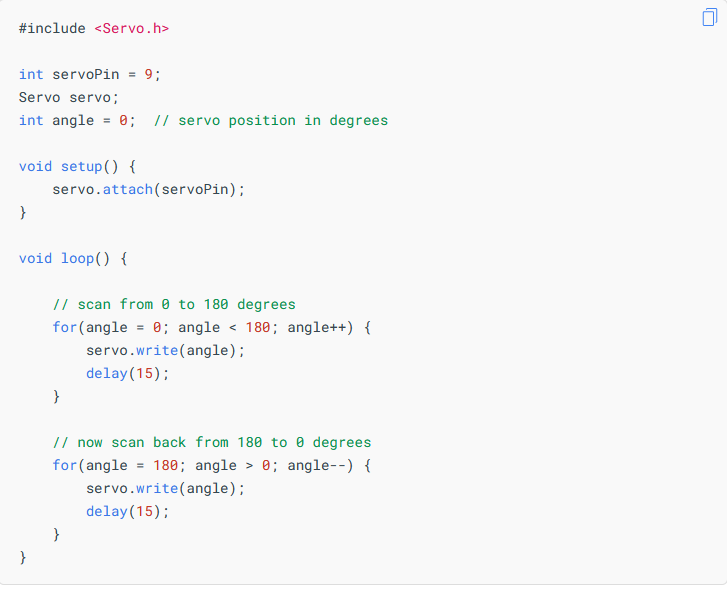 #include <Servo.h>
int servoPin = 9;
Servo servo;
int angle = 0;  // servo position in degrees
void setup() {
    servo.attach(servoPin);
}
void loop() {
    // scan from 0 to 180 degrees
    for(angle = 0; angle < 180; angle++) {
        servo.write(angle);
        delay(15);
    }
    // now scan back from 180 to 0 degrees
    for(angle = 180; angle > 0; angle--) {
        servo.write(angle);
        delay(15);
    }
}